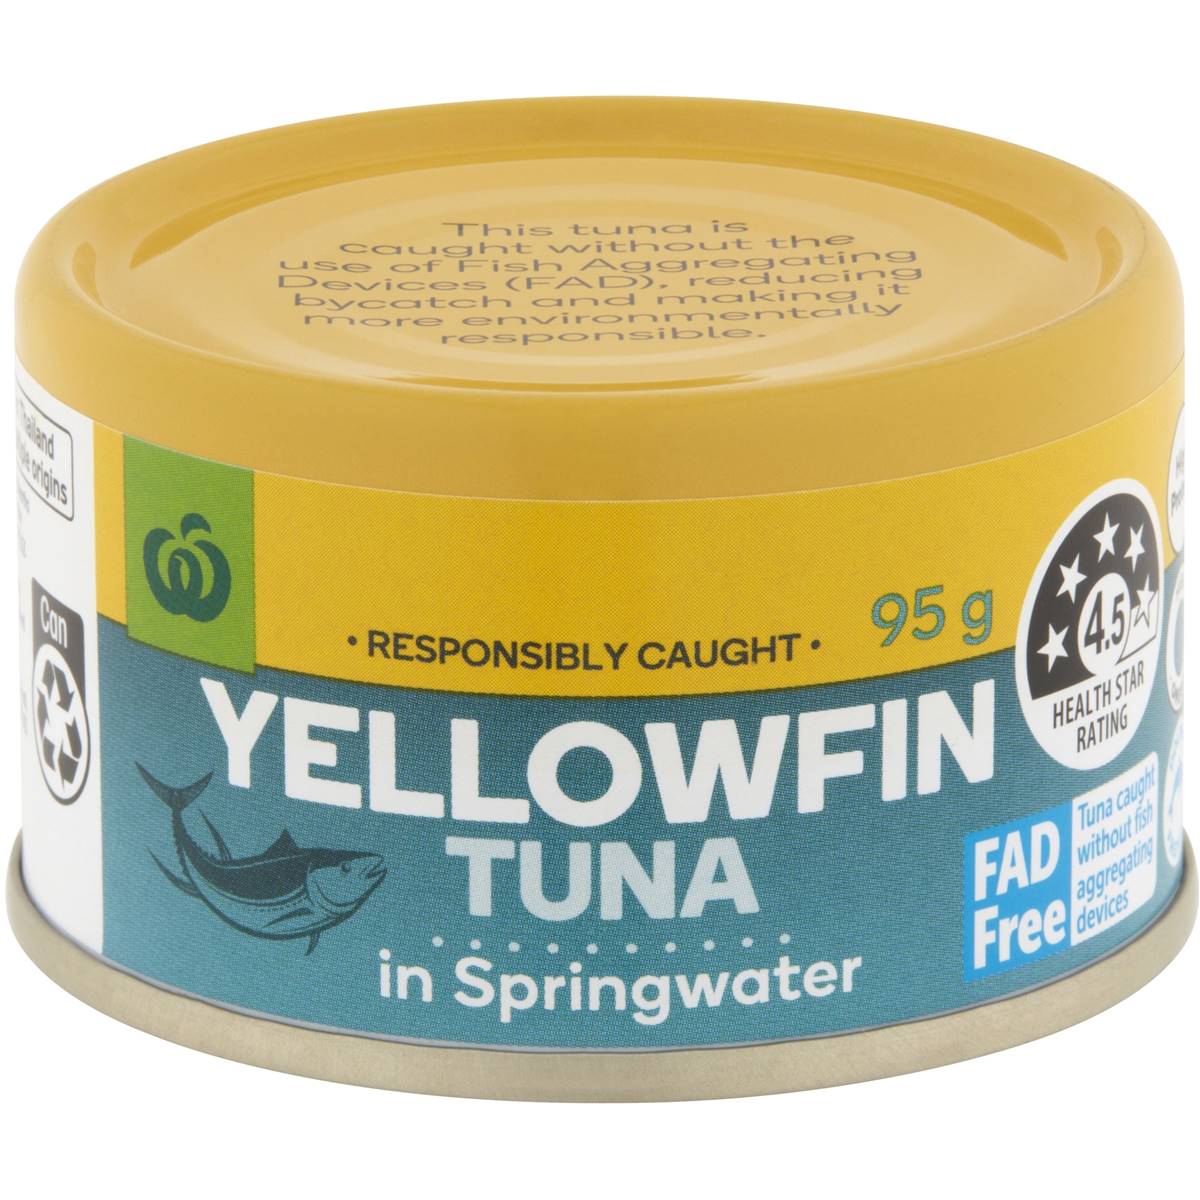 This tuna is
caught without the
use of Fish Aggregating
Devices (FAD), reducing
bycatch and making it
more environmentally
responsible.
Thailand
origins
Can
95 g
• RESPONSIBLY CAUGHT •
YELLOWFIN
TUNA
in Springwater
4.5
HEALTH STAR
RATING
FAD
Free
Tuna caught
without fish
aggregating
devices